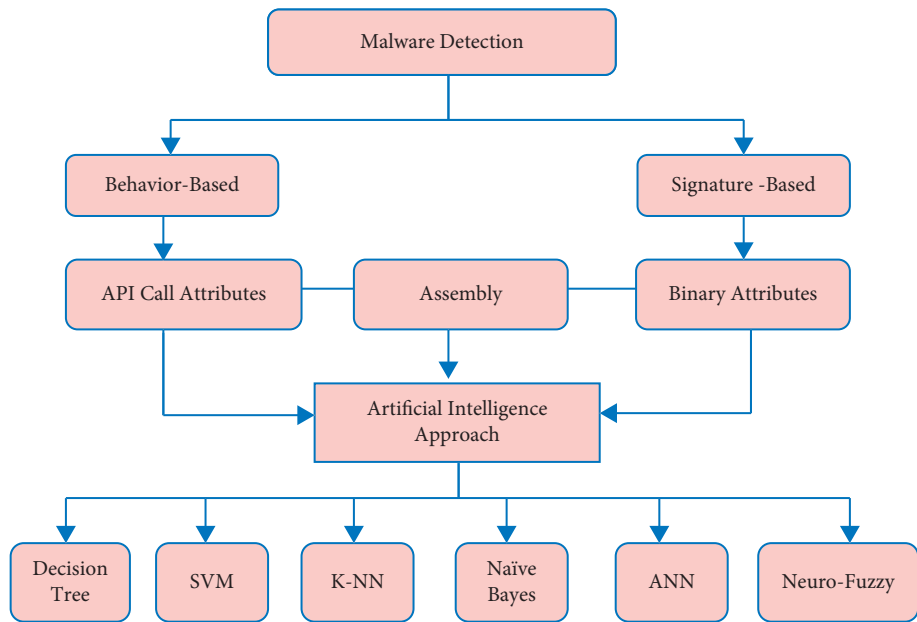 Malware Detection
Behavior-Based
Signature -Based
API Call Attributes
Assembly
Binary Attributes
Artificial Intelligence
Approach
Decision
Tree
SVM
K-NN
Naïve
Bayes
ANN
Neuro-Fuzzy